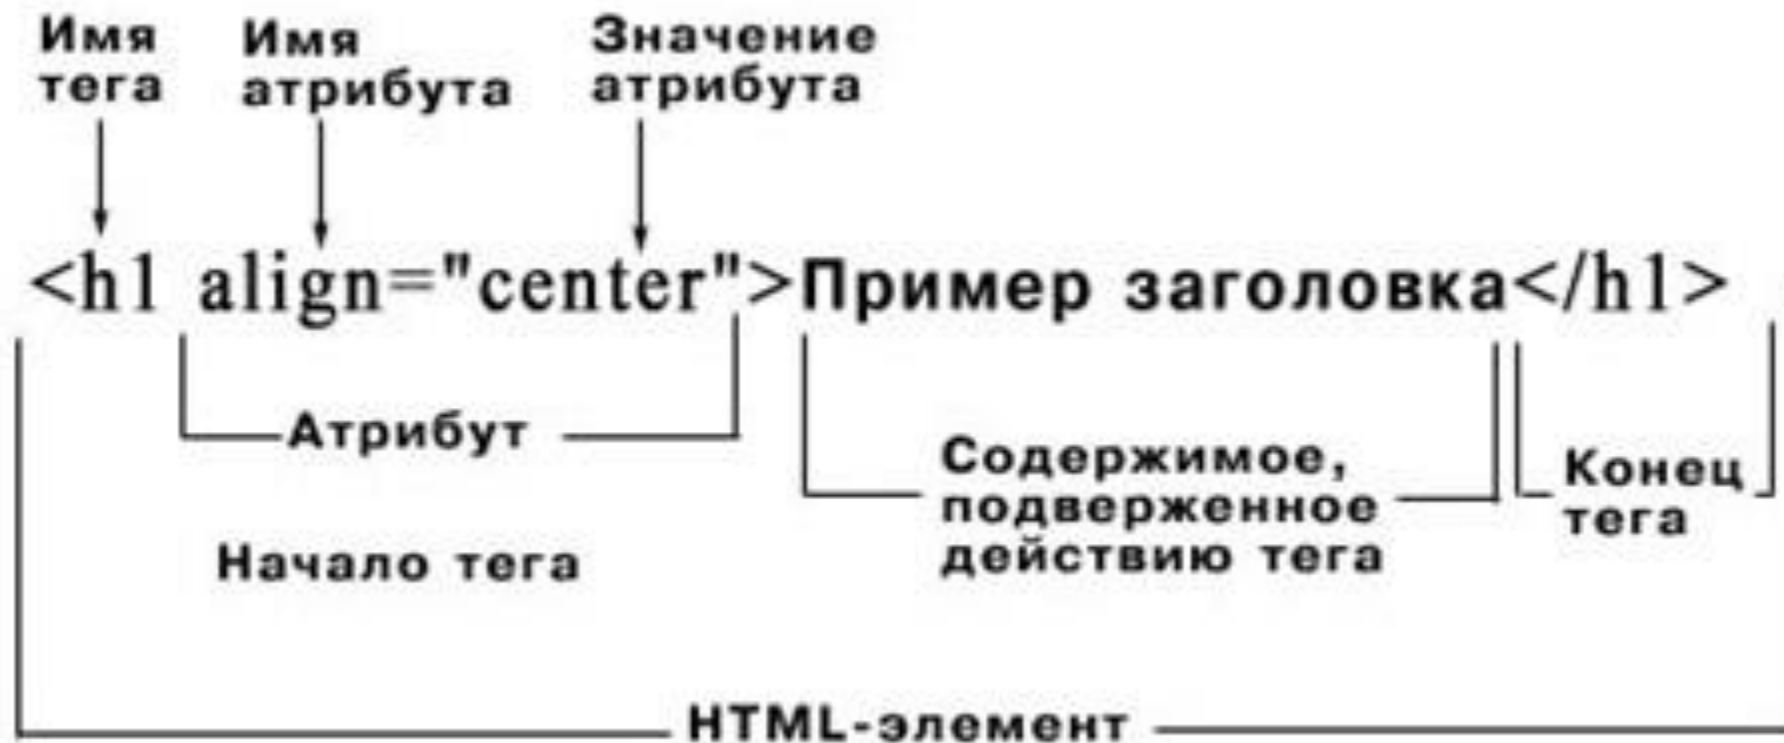 Имя
тега
Имя
атрибута
Значение
атрибута
<h1 align="center">Пример заголовка</h1>
Атрибут
Содержимое,
подверженное
действию тега
Конец
тега
Начало тега
HTML-элемент